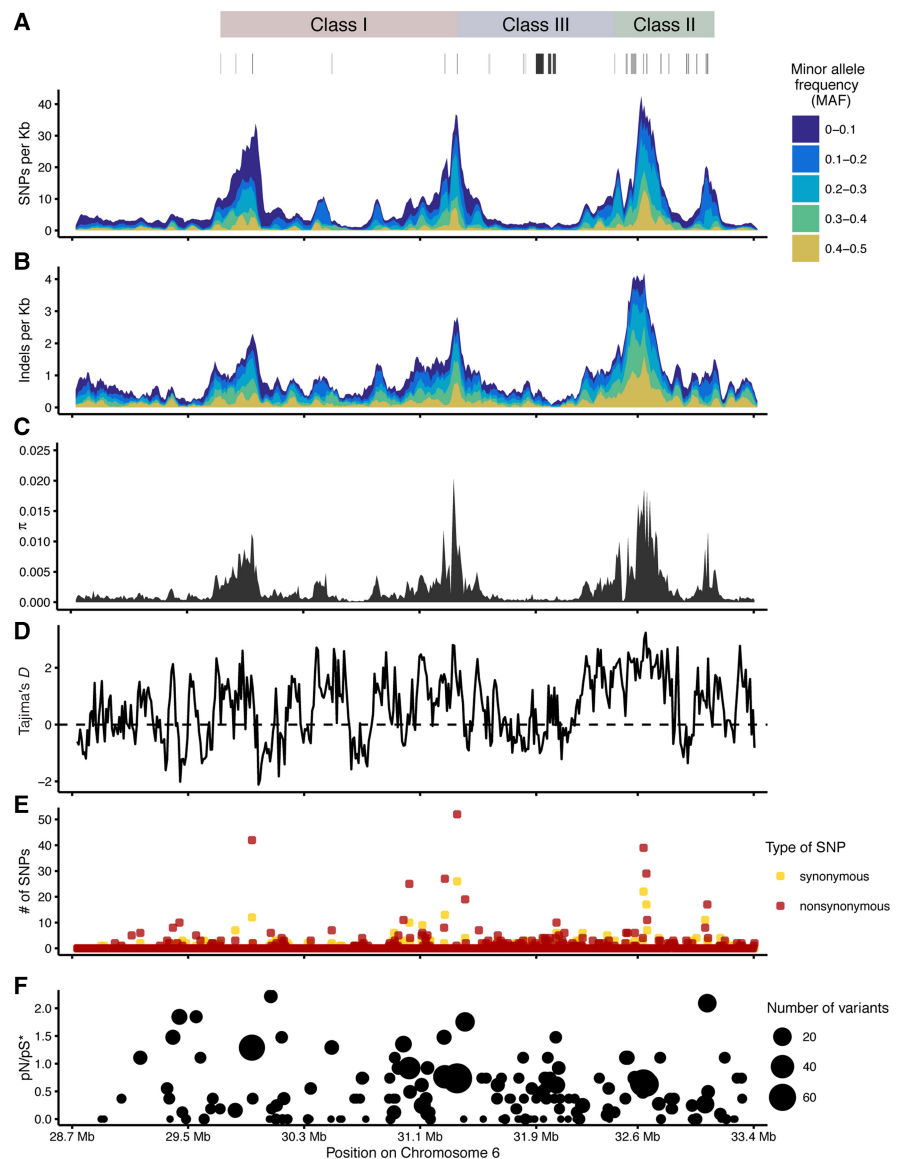 A
Class I
Class III
Class II
SNPs per Kb
40
30
20
10
0
Minor allele
frequency
(MAF)
0–0.1
0.1–0.2
0.2–0.3
0.3–0.4
0.4–0.5
B
Indels per Kb
4
3
2
1
0
C
π
0.025
0.020
0.015
0.010
0.005
0.000
D
Tajima's D
2
0
−2
E
# of SNPs
50
40
30
20
10
0
Type of SNP
synonymous
nonsynonymous
F
pN/pS*
2.0
1.5
1.0
0.5
0.0
Number of variants
20
40
60
28.7 Mb
29.5 Mb
30.3 Mb
31.1 Mb
31.9 Mb
32.6 Mb
33.4 Mb
Position on Chromosome 6